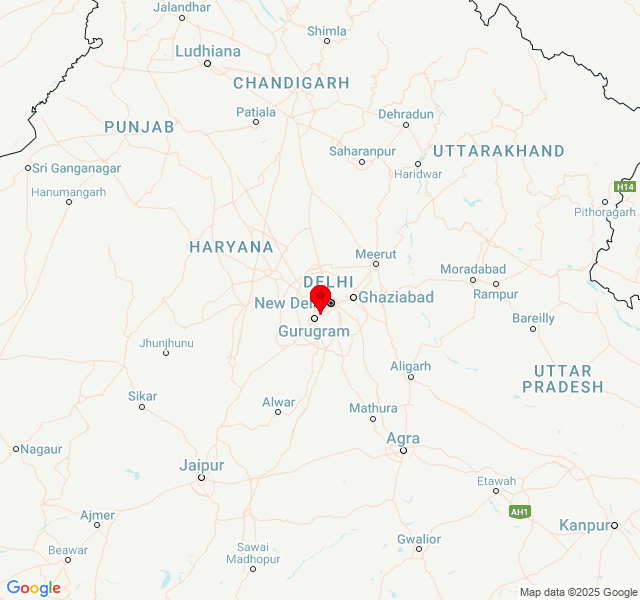 Jalandhar
Shimla
Ludhiana
CHANDIGARH
Patiala
Dehradun
PUNJAB
Saharanpur
UTTARAKHAND
Sri Ganganagar
Haridwar
H14
Hanumangarh
Pithoragarh
HARYANA
Meerut
Moradabad
DELHI
Rampur
New Del
Ghaziabad
Bareilly
Gurugram
Jhunjhunu
Aligarh
UTTAR
PRADESH
Sikar
Alwar
Mathura
Agra
Nagaur
Jaipur
Etawah
AH1
Ajmer
Kanpur
Gwalior
Beawar
Sawai
Madhopur
Google
Map data ©2025 Google